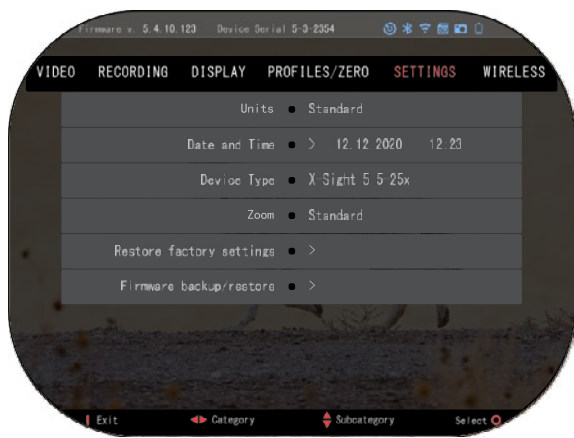 Firmware v. 5.4.10.123 Device Serial 5-3-2354
VIDEO RECORDING DISPLAY PROFILES/ZERO SETTINGS WIRELESS
Units • Standard
Date and Time • > 12.12.2020 12.23
Device Type • X-Sight 5 5-25x
Zoom • Standard
Restore factory settings • >
Firmware backup/restore • >
Exit Category Subcategory Select